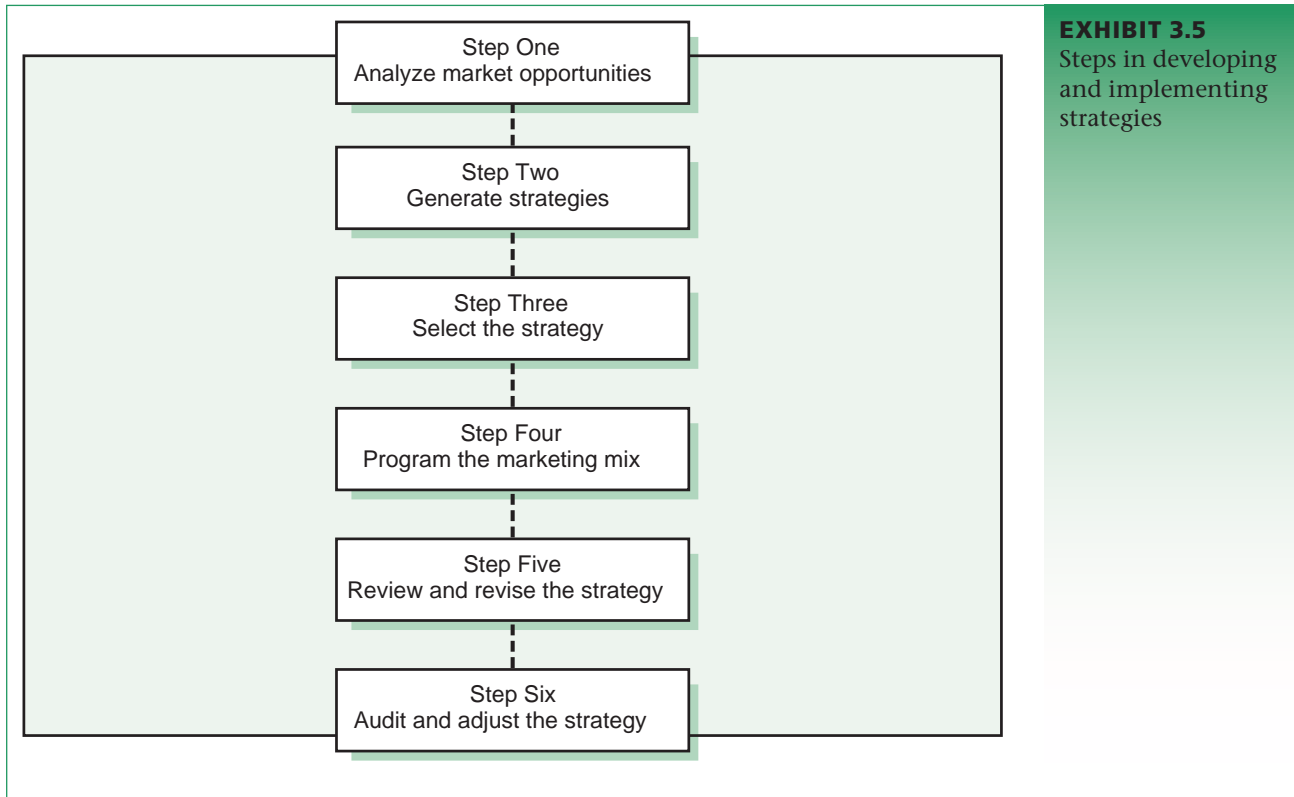 Step One
Analyze market opportunities
Step Two
Generate strategies
Step Three
Select the strategy
Step Four
Program the marketing mix
Step Five
Review and revise the strategy
Step Six
Audit and adjust the strategy
EXHIBIT 3.5
Steps in developing
and implementing
strategies